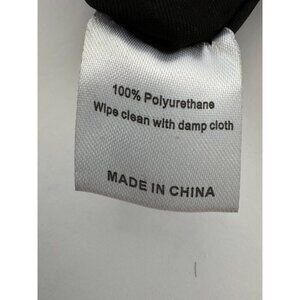 100% Polyurethane
Wipe clean with damp cloth
MADE IN CHINA